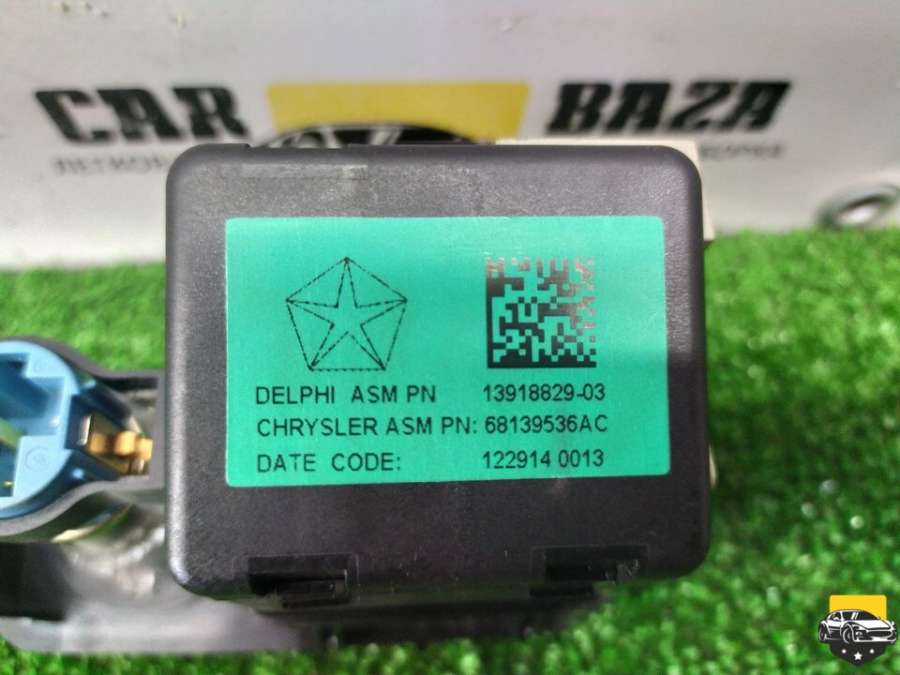 CAR BAZA
DELPHI ASM PN 13918829-03
CHRYSLER ASM PN: 68139536AC
DATE CODE: 122914 0013